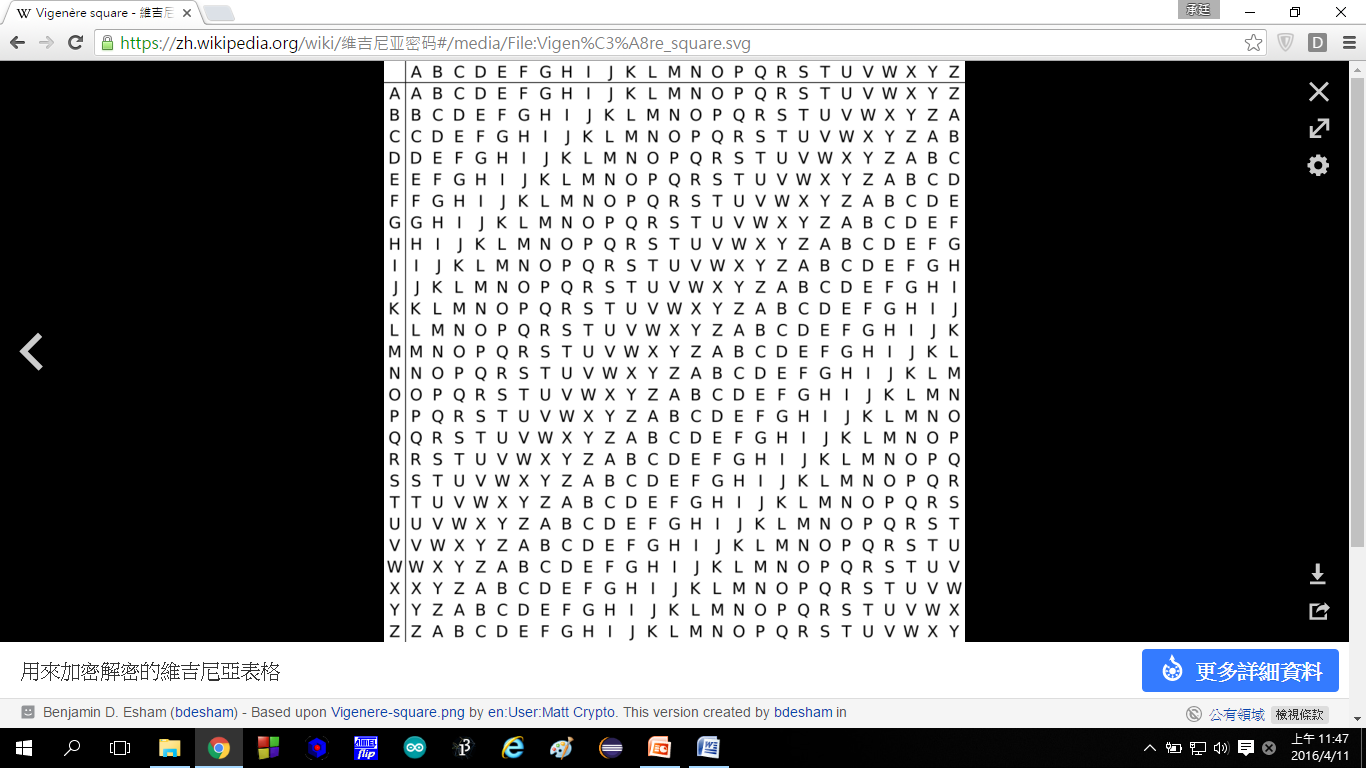 Vigenère square - 維吉尼
承廷
https://zh.wikipedia.org/wiki/維吉尼亚密码#/media/File:Vigen%C3%A8re_square.svg
A B C D E F G H I J K L M N O P Q R S T U V W X Y Z
A A B C D E F G H I J K L M N O P Q R S T U V W X Y Z
B B C D E F G H I J K L M N O P Q R S T U V W X Y Z A
C C D E F G H I J K L M N O P Q R S T U V W X Y Z A B
D D E F G H I J K L M N O P Q R S T U V W X Y Z A B C
E E F G H I J K L M N O P Q R S T U V W X Y Z A B C D
F F G H I J K L M N O P Q R S T U V W X Y Z A B C D E
G G H I J K L M N O P Q R S T U V W X Y Z A B C D E F
H H I J K L M N O P Q R S T U V W X Y Z A B C D E F G
I I J K L M N O P Q R S T U V W X Y Z A B C D E F G H
J J K L M N O P Q R S T U V W X Y Z A B C D E F G H I
K K L M N O P Q R S T U V W X Y Z A B C D E F G H I J
L L M N O P Q R S T U V W X Y Z A B C D E F G H I J K
M M N O P Q R S T U V W X Y Z A B C D E F G H I J K L
N N O P Q R S T U V W X Y Z A B C D E F G H I J K L M
O O P Q R S T U V W X Y Z A B C D E F G H I J K L M N
P P Q R S T U V W X Y Z A B C D E F G H I J K L M N O
Q Q R S T U V W X Y Z A B C D E F G H I J K L M N O P
R R S T U V W X Y Z A B C D E F G H I J K L M N O P Q
S S T U V W X Y Z A B C D E F G H I J K L M N O P Q R
T T U V W X Y Z A B C D E F G H I J K L M N O P Q R S
U U V W X Y Z A B C D E F G H I J K L M N O P Q R S T
V V W X Y Z A B C D E F G H I J K L M N O P Q R S T U
W W X Y Z A B C D E F G H I J K L M N O P Q R S T U V
X X Y Z A B C D E F G H I J K L M N O P Q R S T U V W
Y Y Z A B C D E F G H I J K L M N O P Q R S T U V W X
Z Z A B C D E F G H I J K L M N O P Q R S T U V W X Y
用來加密解密的維吉尼亞表格
更多詳細資料
Benjamin D. Esham (bdesham) - Based upon Vigenere-square.png by en:User:Matt Crypto. This version created by bdesham in
公有領域 檢視條款
上午 11:47
2016/4/11